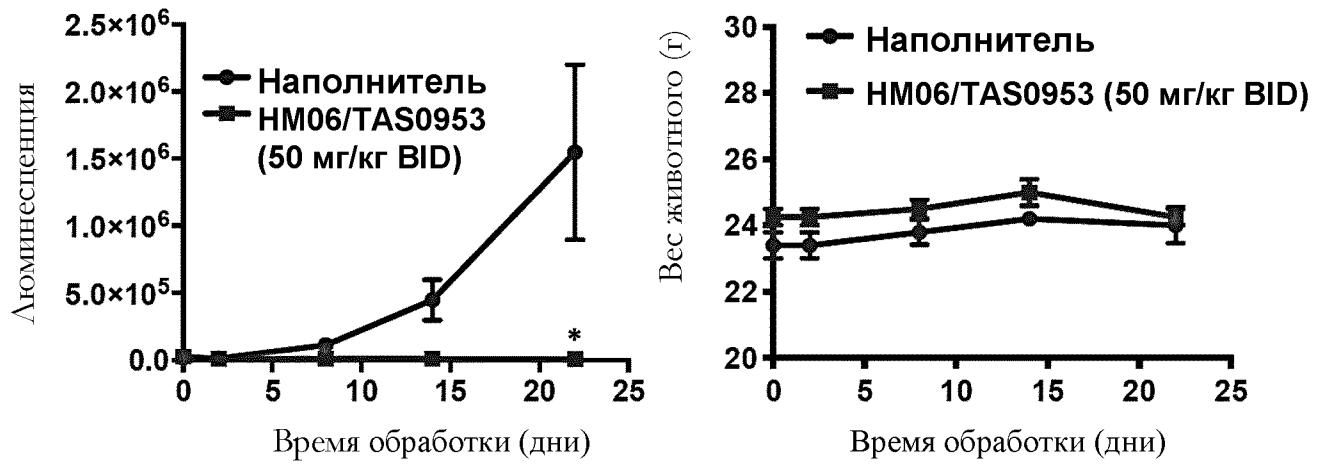 Люминесценция
2.5×10⁶
2.0×10⁶
1.5×10⁶
1.0×10⁶
5.0×10⁵
0.0
Наполнитель
HM06/TAS0953
(50 мг/кг BID)
*
0 5 10 15 20 25
Время обработки (дни)
Вес животного (г)
30
28
26
24
22
20
Наполнитель
HM06/TAS0953 (50 мг/кг BID)
0 5 10 15 20 25
Время обработки (дни)